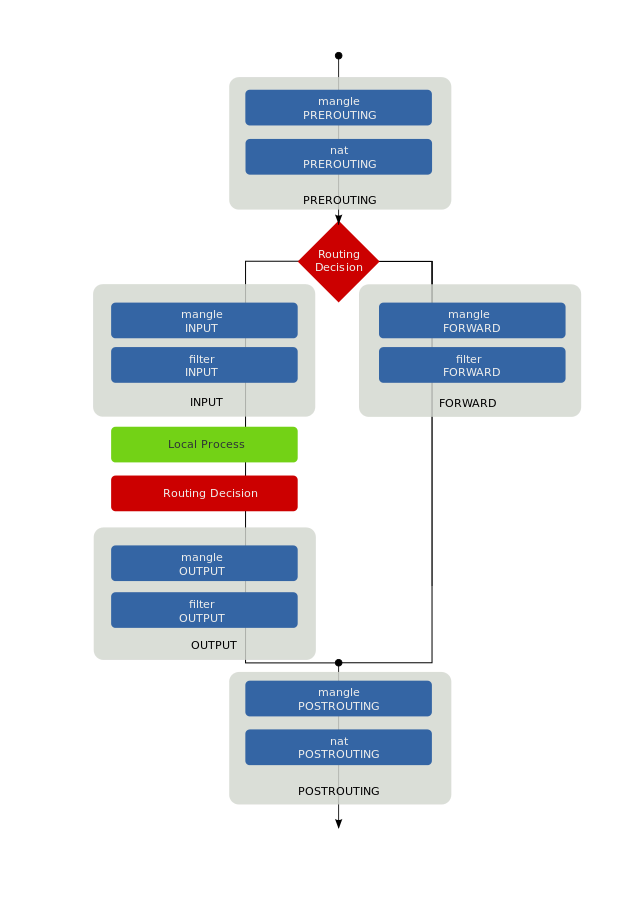 mangle
PREROUTING
nat
PREROUTING
PREROUTING
Routing
Decision
mangle
INPUT
filter
INPUT
INPUT
mangle
FORWARD
filter
FORWARD
FORWARD
Local Process
Routing Decision
mangle
OUTPUT
filter
OUTPUT
OUTPUT
mangle
POSTROUTING
nat
POSTROUTING
POSTROUTING